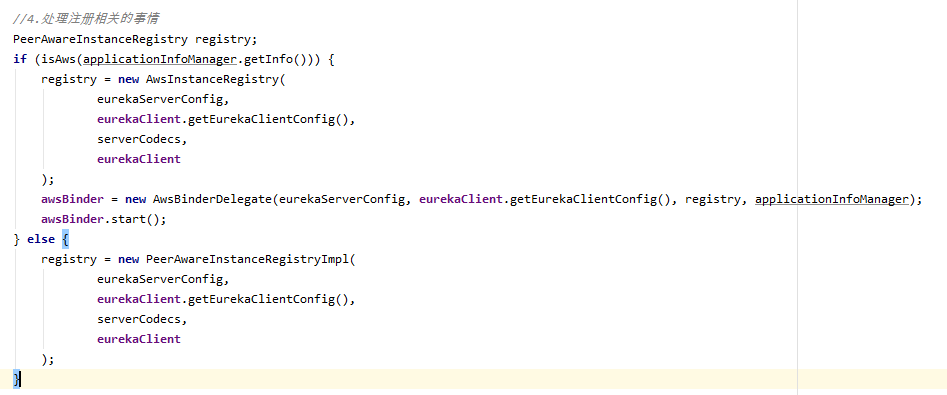 //4.处理注册相关的事情
PeerAwareInstanceRegistry registry;
if (isAws(applicationInfoManager.getInfo())) {
    registry = new AwsInstanceRegistry(
            eurekaServerConfig,
            eurekaClient.getEurekaClientConfig(),
            serverCodecs,
            eurekaClient
    );
    awsBinder = new AwsBinderDelegate(eurekaServerConfig, eurekaClient.getEurekaClientConfig(), registry, applicationInfoManager);
    awsBinder.start();
} else {
    registry = new PeerAwareInstanceRegistryImpl(
            eurekaServerConfig,
            eurekaClient.getEurekaClientConfig(),
            serverCodecs,
            eurekaClient
    );
}